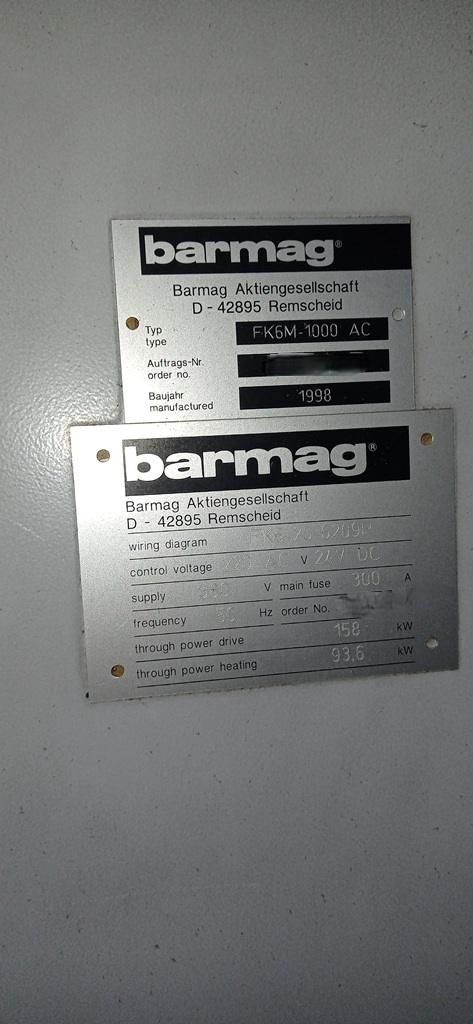 barmag®
Barmag Aktiengesellschaft
D - 42895 Remscheid
Typ
type
FK6M-1000 AC
Auftrags-Nr.
order no.
Baujahr
manufactured
1998
barmag®
Barmag Aktiengesellschaft
D - 42895 Remscheid
wiring diagram
control voltage AC V 24V DC
supply V main fuse 300 A
frequency Hz order No.
through power drive 158 kW
through power heating 93.6 kW